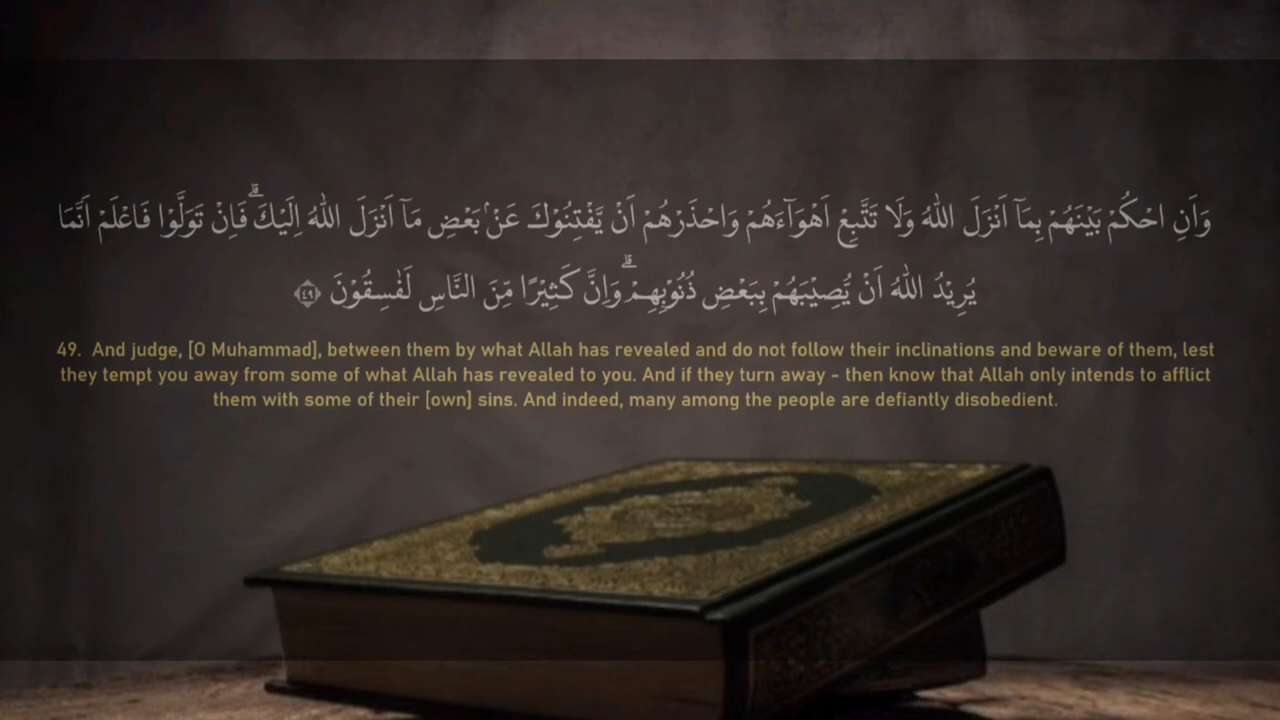 وَاَنِ احْكُمْ بَيْنَهُمْ بِمَآ اَنْزَلَ اللّٰهُ وَلَا تَتَّبِعْ اَهْوَآءَهُمْ وَاحْذَرْهُمْ اَنْ يَّفْتِنُوْكَ عَنْۢ بَعْضِ مَآ اَنْزَلَ اللّٰهُ اِلَيْكَ ۗ فَاِنْ تَوَلَّوْا فَاعْلَمْ اَنَّمَا
يُرِيْدُ اللّٰهُ اَنْ يُّصِيْبَهُمْ بِبَعْضِ ذُنُوْبِهِمْ ۗ وَاِنَّ كَثِيْرًا مِّنَ النَّاسِ لَفٰسِقُوْنَ ٤٩
49. And judge, [O Muhammad], between them by what Allah has revealed and do not follow their inclinations and beware of them, lest
they tempt you away from some of what Allah has revealed to you. And if they turn away - then know that Allah only intends to afflict
them with some of their [own] sins. And indeed, many among the people are defiantly disobedient.